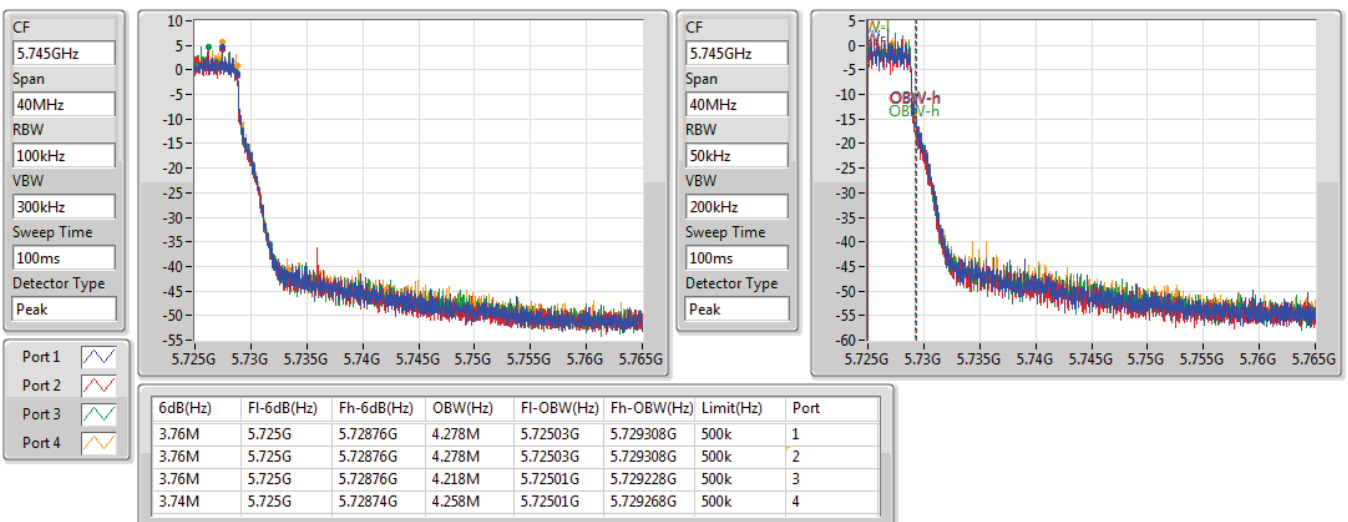 CF
5.745GHz
Span
40MHz
RBW
100kHz
VBW
300kHz
Sweep Time
100ms
Detector Type
Peak
10
5
0
-5
-10
-15
-20
-25
-30
-35
-40
-45
-50
-55
5.725G 5.73G 5.735G 5.74G 5.745G 5.75G 5.755G 5.76G 5.765G
CF
5.745GHz
Span
40MHz
RBW
50kHz
VBW
200kHz
Sweep Time
100ms
Detector Type
Peak
5
0
-5
-10
-15
-20
-25
-30
-35
-40
-45
-50
-55
-60
OBW-h
OBW-h
5.725G 5.73G 5.735G 5.74G 5.745G 5.75G 5.755G 5.76G 5.765G
Port 1
Port 2
Port 3
Port 4
6dB(Hz) Fl-6dB(Hz) Fh-6dB(Hz) OBW(Hz) Fl-OBW(Hz) Fh-OBW(Hz) Limit(Hz) Port
3.76M 5.725G 5.72876G 4.278M 5.72503G 5.729308G 500k 1
3.76M 5.725G 5.72876G 4.278M 5.72503G 5.729308G 500k 2
3.76M 5.725G 5.72876G 4.218M 5.72501G 5.729228G 500k 3
3.74M 5.725G 5.72874G 4.258M 5.72501G 5.729268G 500k 4